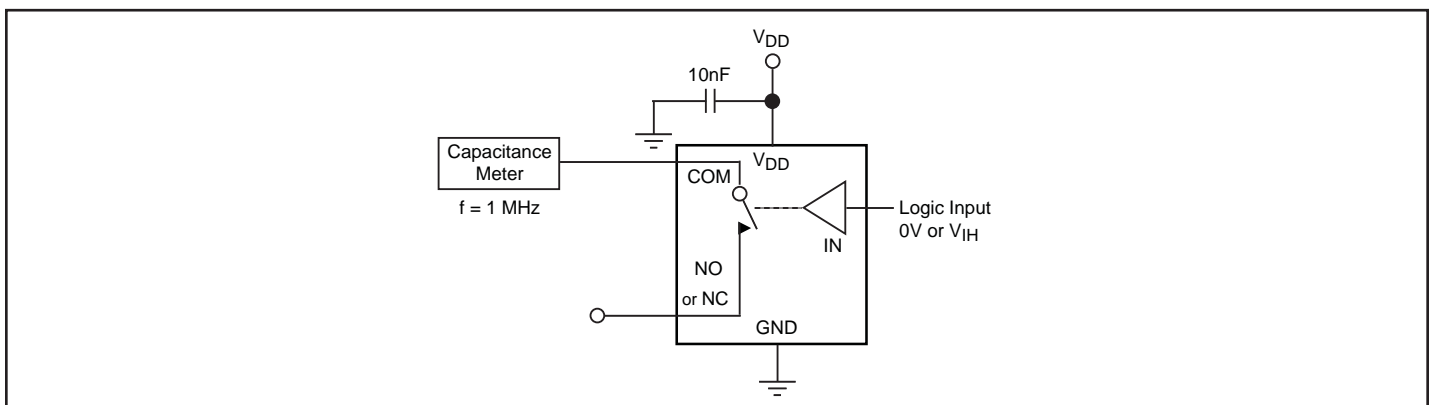 VDD
10nF
VDD
Capacitance
Meter
f = 1 MHz
COM
Logic Input
0V or VIH
IN
NO
or NC
GND